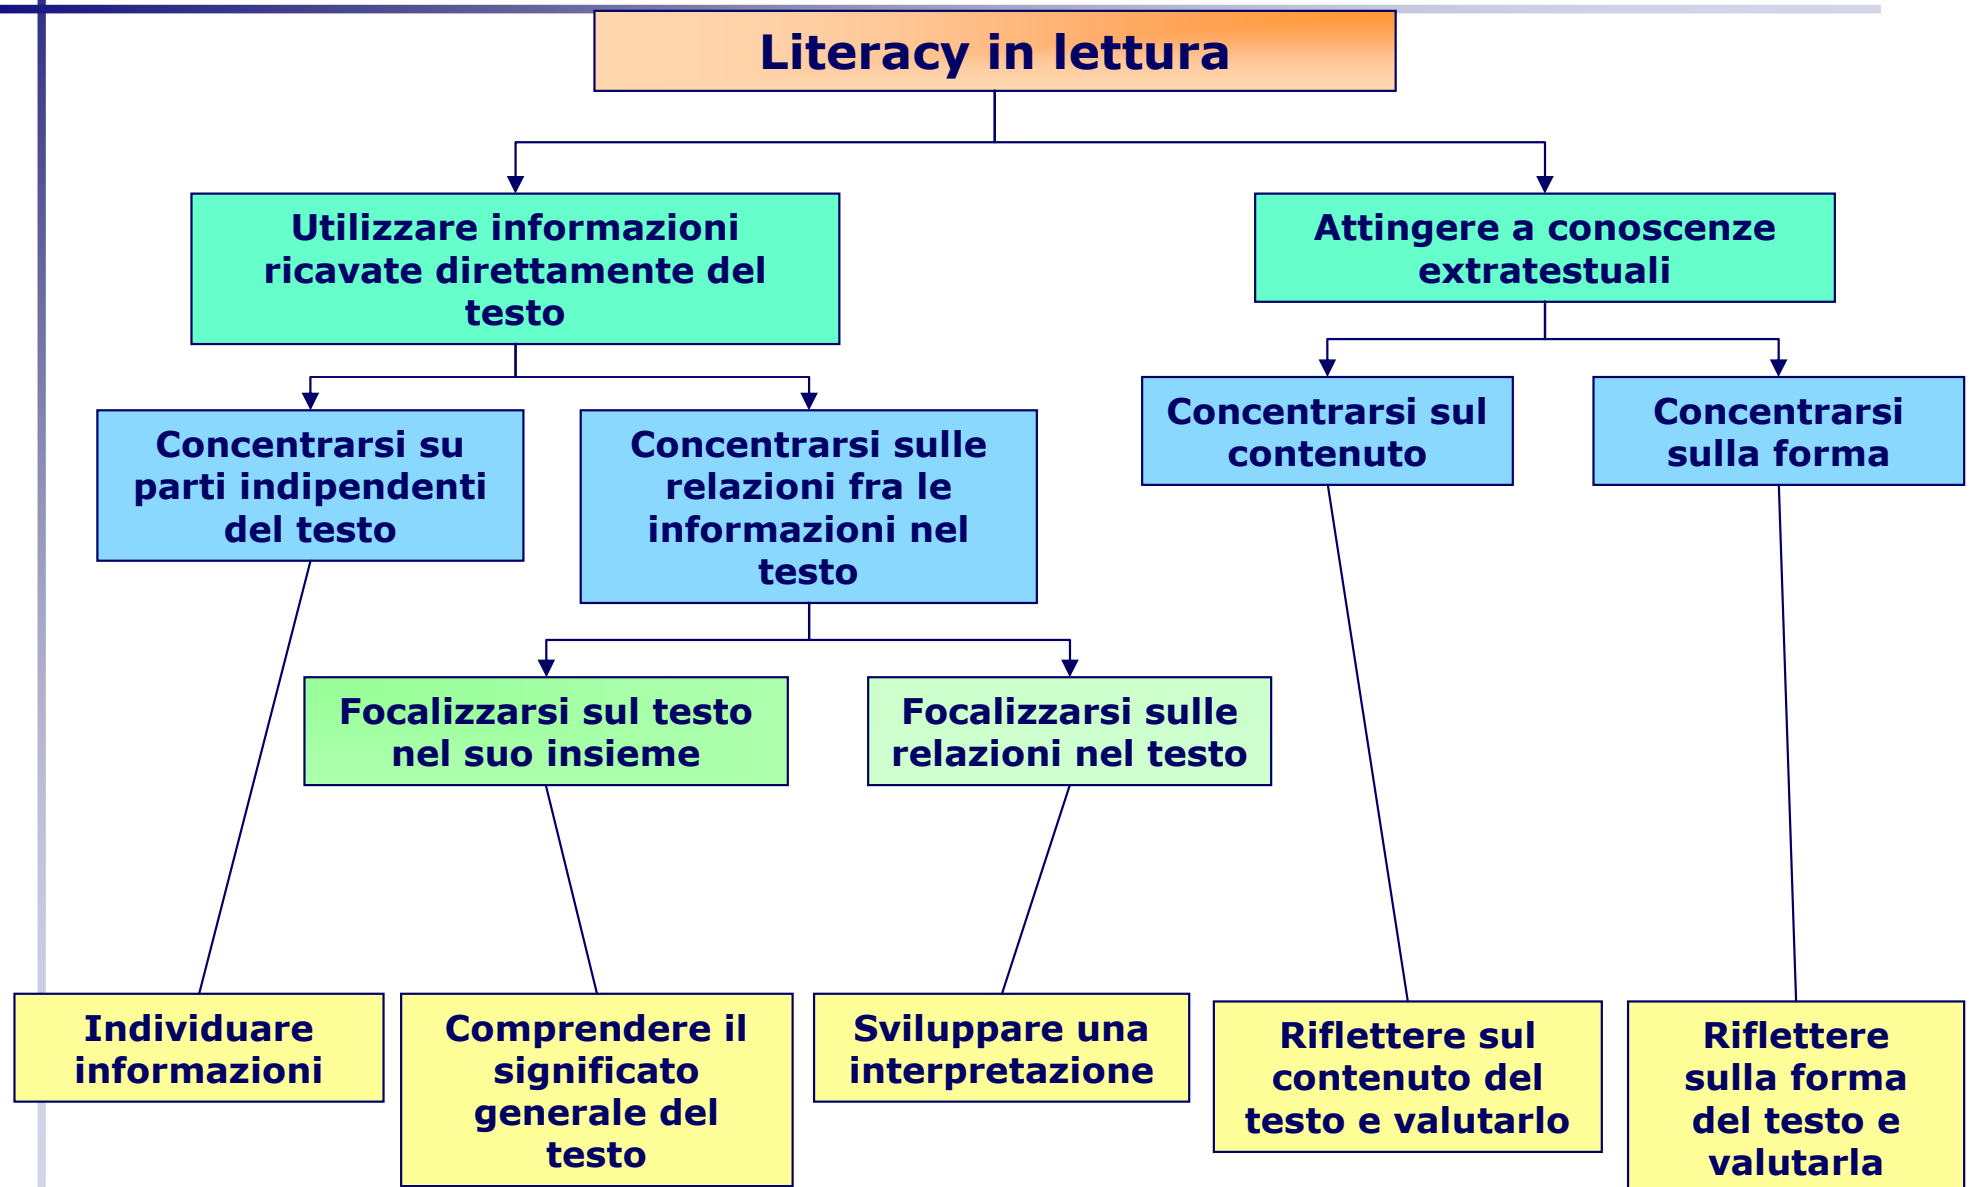 Literacy in lettura
Utilizzare informazioni
ricavate direttamente del
testo
Attingere a conoscenze
extratestuali
Concentrarsi su
parti indipendenti
del testo
Concentrarsi sulle
relazioni fra le
informazioni nel
testo
Concentrarsi sul
contenuto
Concentrarsi
sulla forma
Focalizzarsi sul testo
nel suo insieme
Focalizzarsi sulle
relazioni nel testo
Individuare
informazioni
Comprendere il
significato
generale del
testo
Sviluppare una
interpretazione
Riflettere sul
contenuto del
testo e valutarlo
Riflettere
sulla forma
del testo e
valutarla